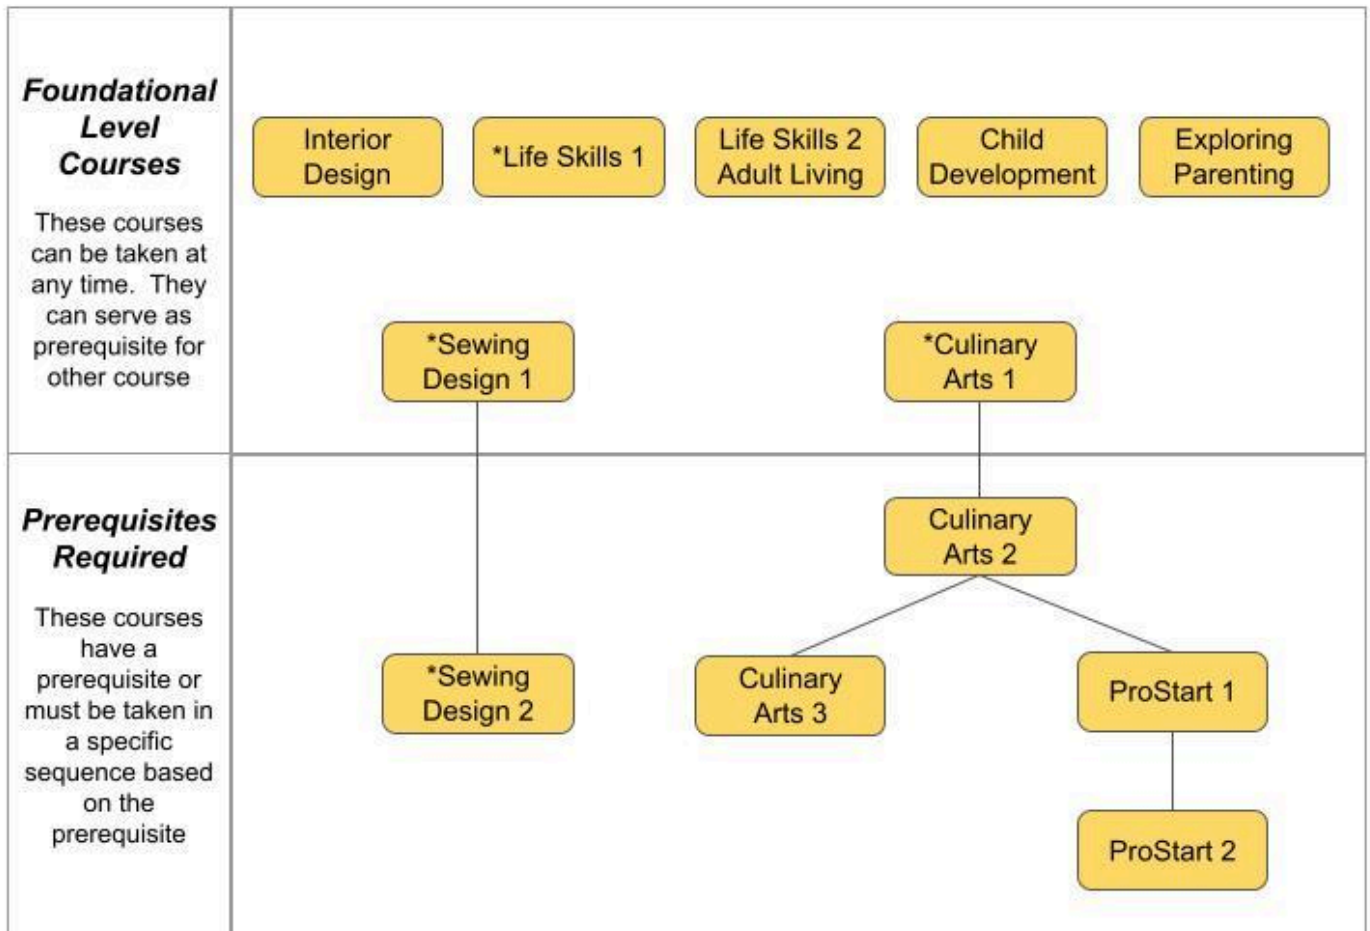 Foundational
Level
Courses
These courses
can be taken at
any time.  They
can serve as
prerequisite for
other course
Interior
Design
*Life Skills 1
Life Skills 2
Adult Living
Child
Development
Exploring
Parenting
*Sewing
Design 1
*Culinary
Arts 1
Prerequisites
Required
These courses
have a
prerequisite or
must be taken in
a specific
sequence based
on the
prerequisite
Culinary
Arts 2
*Sewing
Design 2
Culinary
Arts 3
ProStart 1
ProStart 2